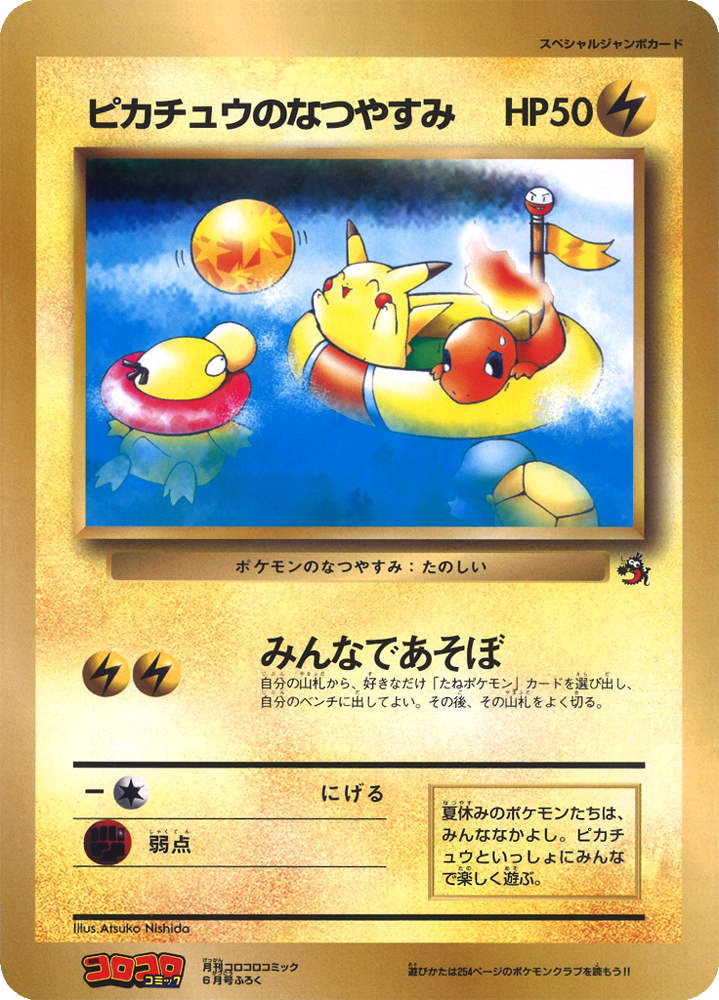 スペシャルジャンボカード
ピカチュウのなつやすみ HP50
ポケモンのなつやすみ：たのしい
みんなであそぼ
自分の山札から、好きなだけ「たねポケモン」カードを選び出し、
自分のベンチに出してよい。その後、その山札をよく切る。
にげる
弱点
夏休みのポケモンたちは、
みんななかよし。ピカチ
ュウといっしょにみんな
で楽しく遊ぶ。
Illus.Atsuko Nishida
月刊コロコロコミック
月刊コロコロコミック
6月号ふろく
遊びかたは254ページのポケモンクラブを読もう!!